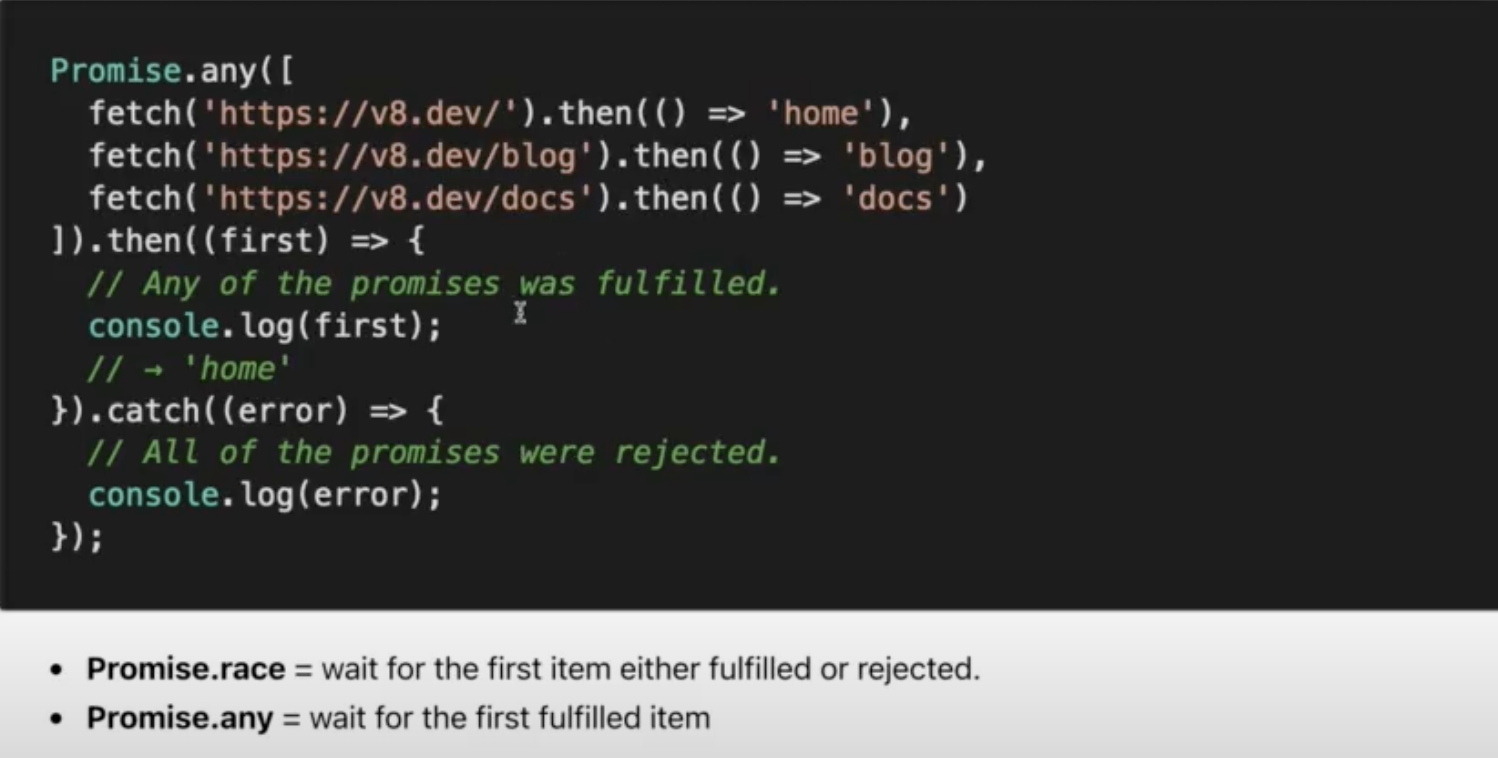 Promise.any([
  fetch('https://v8.dev/').then(() => 'home'),
  fetch('https://v8.dev/blog').then(() => 'blog'),
  fetch('https://v8.dev/docs').then(() => 'docs')
]).then((first) => {
  // Any of the promises was fulfilled.
  console.log(first);
  // → 'home'
}).catch((error) => {
  // All of the promises were rejected.
  console.log(error);
});
• Promise.race = wait for the first item either fulfilled or rejected.
• Promise.any = wait for the first fulfilled item